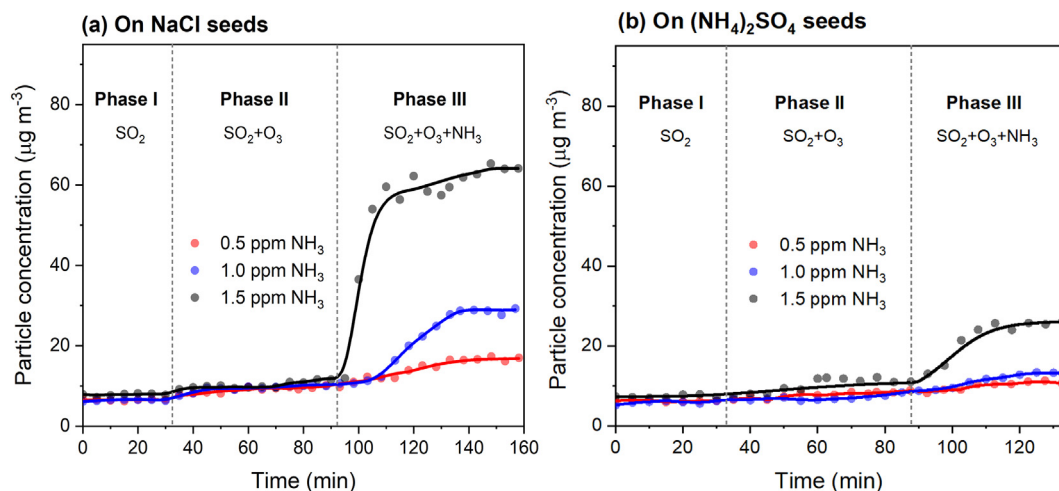 (a) On NaCl seeds
Particle concentration (μg m⁻³)
80
60
40
20
0
Phase I
Phase II
Phase III
SO₂
SO₂+O₃
SO₂+O₃+NH₃
0.5 ppm NH₃
1.0 ppm NH₃
1.5 ppm NH₃
0 20 40 60 80 100 120 140 160
Time (min)
(b) On (NH₄)₂SO₄ seeds
Particle concentration (μg m⁻³)
80
60
40
20
0
Phase I
Phase II
Phase III
SO₂
SO₂+O₃
SO₂+O₃+NH₃
0.5 ppm NH₃
1.0 ppm NH₃
1.5 ppm NH₃
0 20 40 60 80 100 120
Time (min)